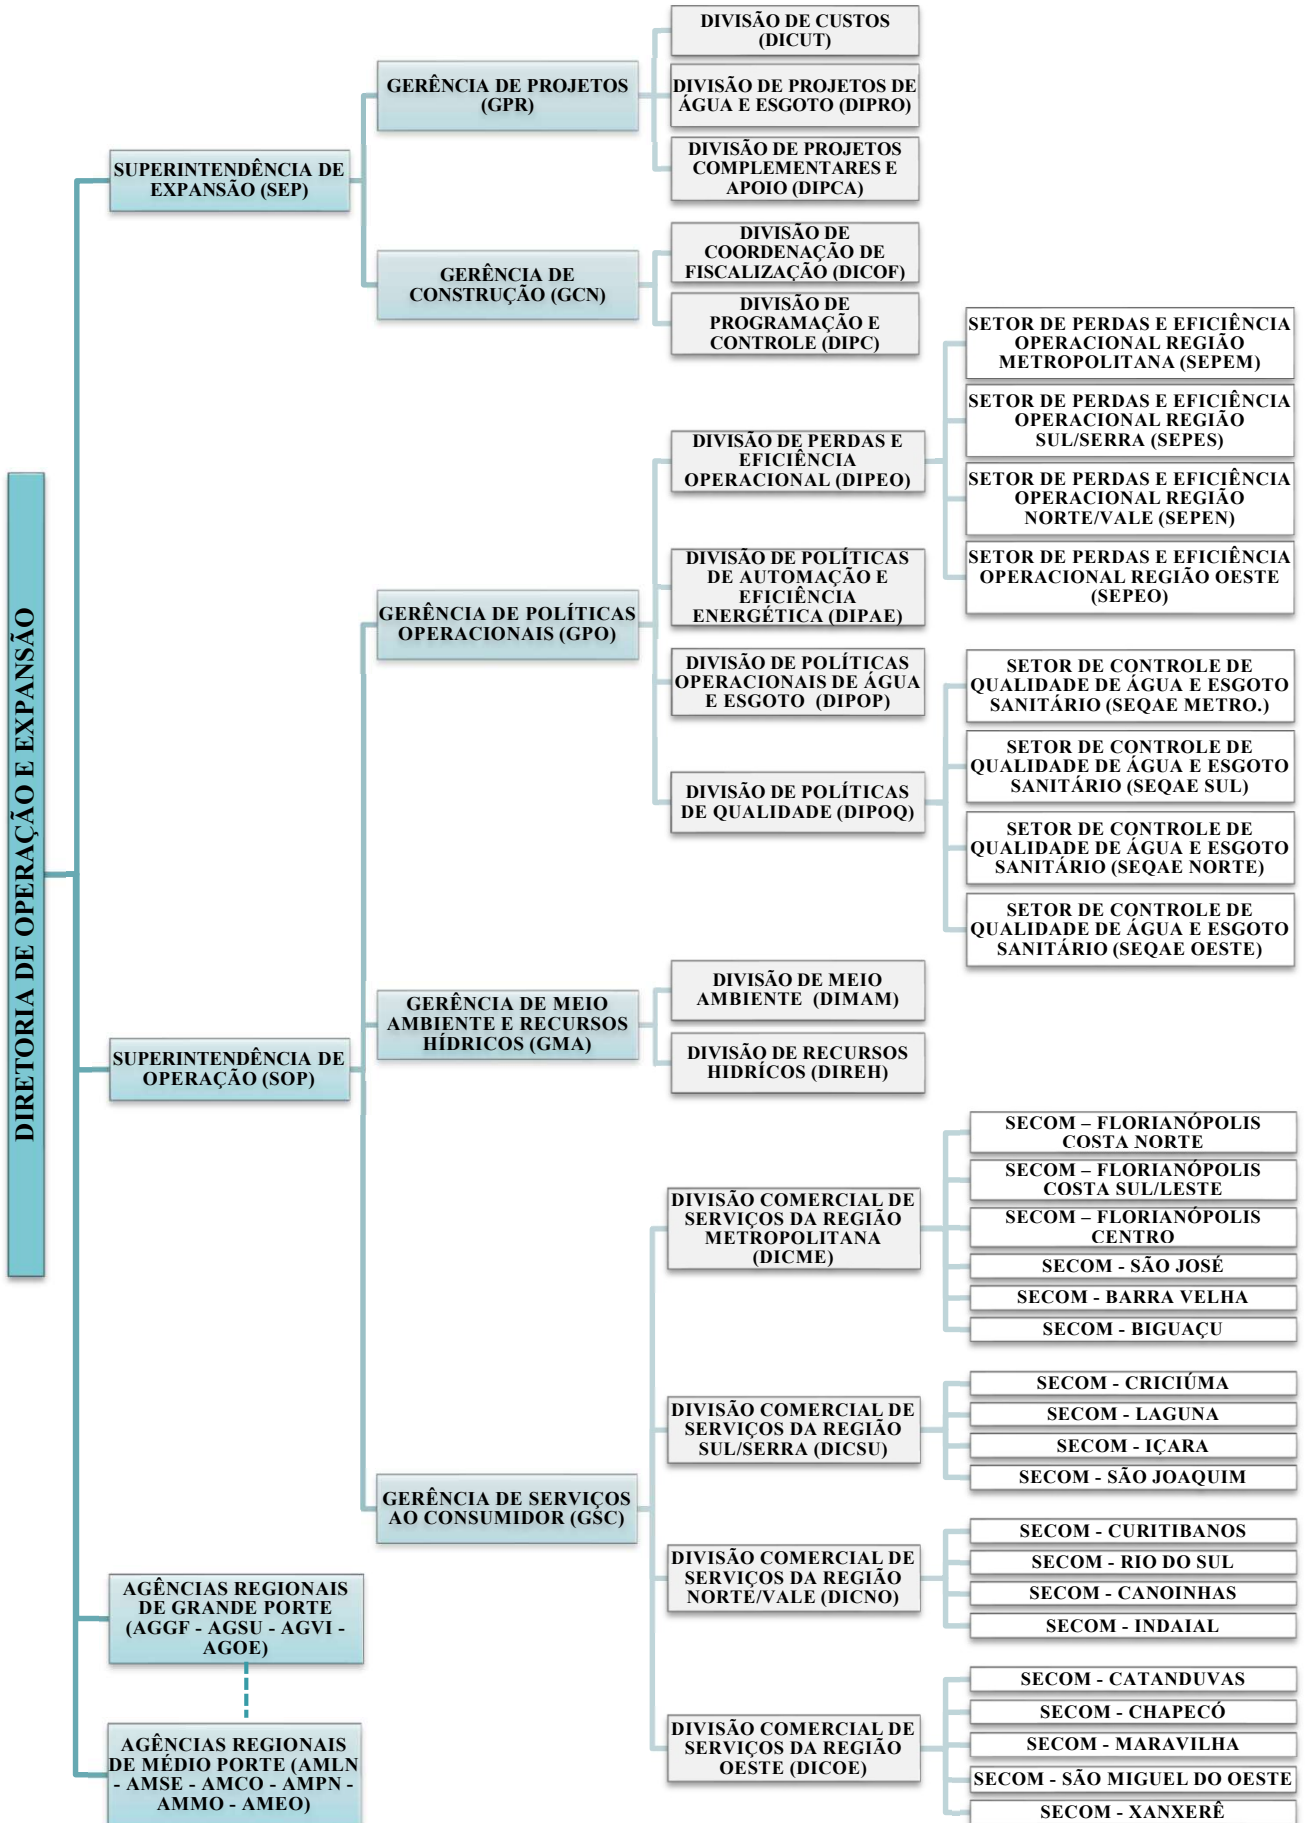 DIRETORIA DE OPERAÇÃO E EXPANSÃO
SUPERINTENDÊNCIA DE
EXPANSÃO (SEP)
GERÊNCIA DE PROJETOS
(GPR)
DIVISÃO DE CUSTOS
(DICUT)
DIVISÃO DE PROJETOS DE
ÁGUA E ESGOTO (DIPRO)
DIVISÃO DE PROJETOS
COMPLEMENTARES E
APOIO (DIPCA)
GERÊNCIA DE
CONSTRUÇÃO (GCN)
DIVISÃO DE
COORDENAÇÃO DE
FISCALIZAÇÃO (DICOF)
DIVISÃO DE
PROGRAMAÇÃO E
CONTROLE (DIPC)
SUPERINTENDÊNCIA DE
OPERAÇÃO (SOP)
GERÊNCIA DE POLÍTICAS
OPERACIONAIS (GPO)
DIVISÃO DE PERDAS E
EFICIÊNCIA
OPERACIONAL (DIPEO)
SETOR DE PERDAS E EFICIÊNCIA
OPERACIONAL REGIÃO
METROPOLITANA (SEPEM)
SETOR DE PERDAS E EFICIÊNCIA
OPERACIONAL REGIÃO
SUL/SERRA (SEPES)
SETOR DE PERDAS E EFICIÊNCIA
OPERACIONAL REGIÃO
NORTE/VALE (SEPEN)
SETOR DE PERDAS E EFICIÊNCIA
OPERACIONAL REGIÃO OESTE
(SEPEO)
DIVISÃO DE POLÍTICAS
DE AUTOMAÇÃO E
EFICIÊNCIA
ENERGÉTICA (DIPAE)
DIVISÃO DE POLÍTICAS
OPERACIONAIS DE ÁGUA
E ESGOTO (DIPOP)
DIVISÃO DE POLÍTICAS
DE QUALIDADE (DIPOQ)
SETOR DE CONTROLE DE
QUALIDADE DE ÁGUA E ESGOTO
SANITÁRIO (SEQAE METRO.)
SETOR DE CONTROLE DE
QUALIDADE DE ÁGUA E ESGOTO
SANITÁRIO (SEQAE SUL)
SETOR DE CONTROLE DE
QUALIDADE DE ÁGUA E ESGOTO
SANITÁRIO (SEQAE NORTE)
SETOR DE CONTROLE DE
QUALIDADE DE ÁGUA E ESGOTO
SANITÁRIO (SEQAE OESTE)
GERÊNCIA DE MEIO
AMBIENTE E RECURSOS
HÍDRICOS (GMA)
DIVISÃO DE MEIO
AMBIENTE (DIMAM)
DIVISÃO DE RECURSOS
HIDRÍCOS (DIREH)
GERÊNCIA DE SERVIÇOS
AO CONSUMIDOR (GSC)
DIVISÃO COMERCIAL DE
SERVIÇOS DA REGIÃO
METROPOLITANA
(DICME)
SECOM – FLORIANÓPOLIS
COSTA NORTE
SECOM – FLORIANÓPOLIS
COSTA SUL/LESTE
SECOM – FLORIANÓPOLIS
CENTRO
SECOM - SÃO JOSÉ
SECOM - BARRA VELHA
SECOM - BIGUAÇU
DIVISÃO COMERCIAL DE
SERVIÇOS DA REGIÃO
SUL/SERRA (DICSU)
SECOM - CRICIÚMA
SECOM - LAGUNA
SECOM - IÇARA
SECOM - SÃO JOAQUIM
DIVISÃO COMERCIAL DE
SERVIÇOS DA REGIÃO
NORTE/VALE (DICNO)
SECOM - CURITIBANOS
SECOM - RIO DO SUL
SECOM - CANOINHAS
SECOM - INDAIAL
DIVISÃO COMERCIAL DE
SERVIÇOS DA REGIÃO
OESTE (DICOE)
SECOM - CATANDUVAS
SECOM - CHAPECÓ
SECOM - MARAVILHA
SECOM - SÃO MIGUEL DO OESTE
SECOM - XANXERÊ
AGÊNCIAS REGIONAIS
DE GRANDE PORTE
(AGGF - AGSU - AGVI -
AGOE)
AGÊNCIAS REGIONAIS
DE MÉDIO PORTE (AMLN
- AMSE - AMCO - AMPN -
AMMO - AMEO)